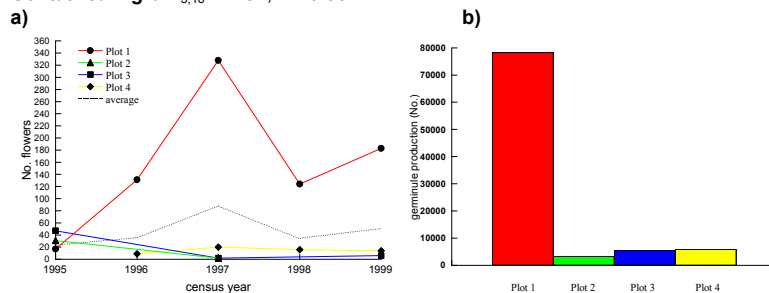 a)
b)
360
340
320
300
280
260
240
220
200
180
160
140
120
100
80
60
40
20
0
No. flowers
Plot 1
Plot 2
Plot 3
Plot 4
average
1995 1996 1997 1998 1999
census year
80000
70000
60000
50000
40000
30000
20000
10000
0
germinule production (No.)
Plot 1 Plot 2 Plot 3 Plot 4